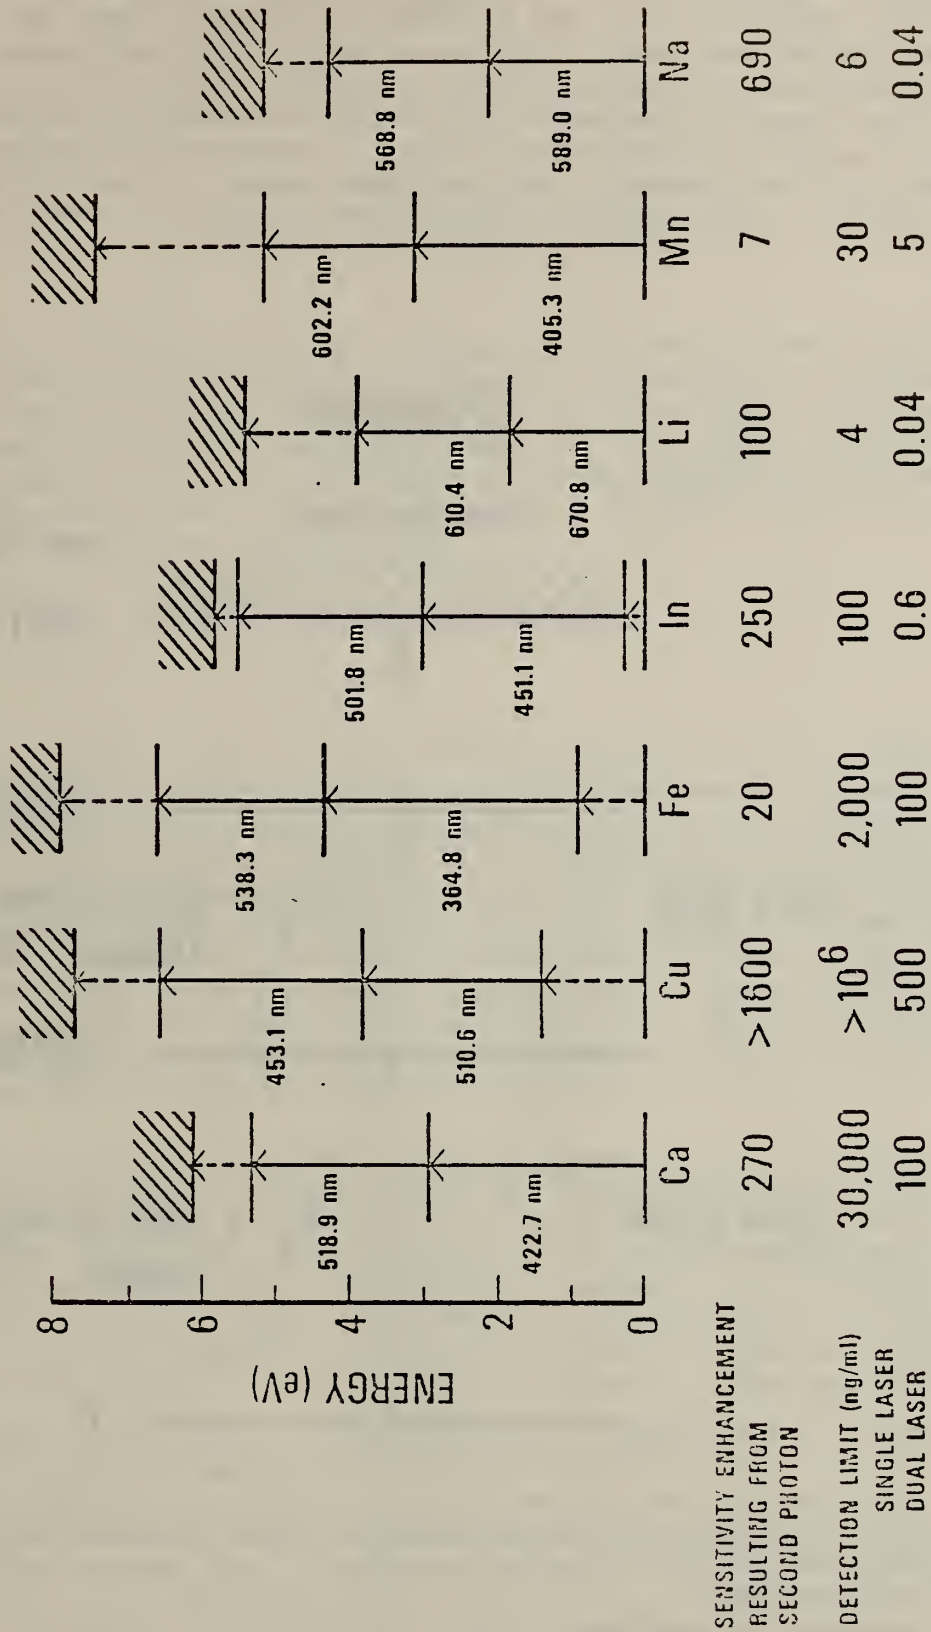 8
6
4
2
0
ENERGY (eV)
518.9 nm
422.7 nm
453.1 nm
510.6 nm
538.3 nm
364.8 nm
501.8 nm
451.1 nm
610.4 nm
670.8 nm
602.2 nm
405.3 nm
568.8 nm
589.0 nm
Ca Cu Fe In Li Mn Na
SENSITIVITY ENHANCEMENT
RESULTING FROM
SECOND PHOTON
270 >1600 20 250 100 7 690
DETECTION LIMIT (ng/ml)
SINGLE LASER 30,000 >10⁶ 2,000 100 4 30 6
DUAL LASER 100 500 100 0.6 0.04 5 0.04